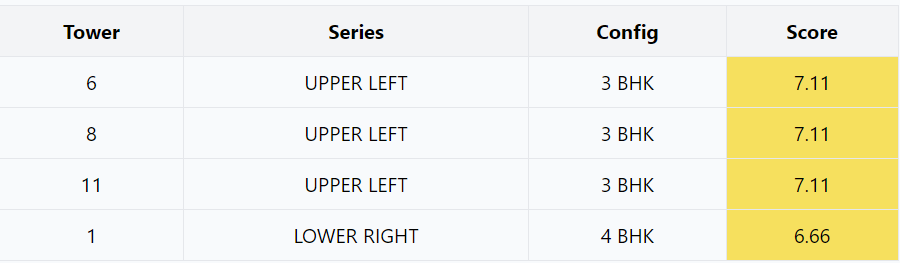 Tower Series Config Score
6 UPPER LEFT 3 BHK 7.11
8 UPPER LEFT 3 BHK 7.11
11 UPPER LEFT 3 BHK 7.11
1 LOWER RIGHT 4 BHK 6.66